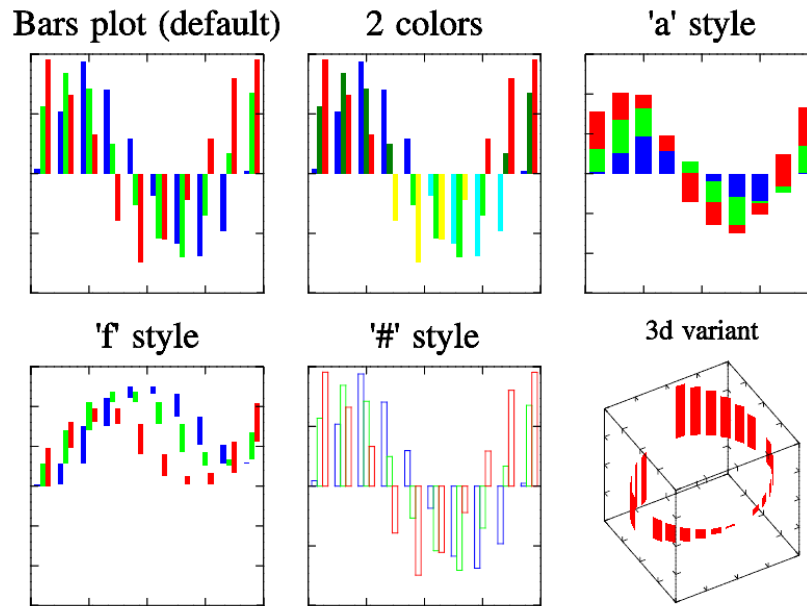 Bars plot (default)
2 colors
'a' style
'f' style
'#' style
3d variant